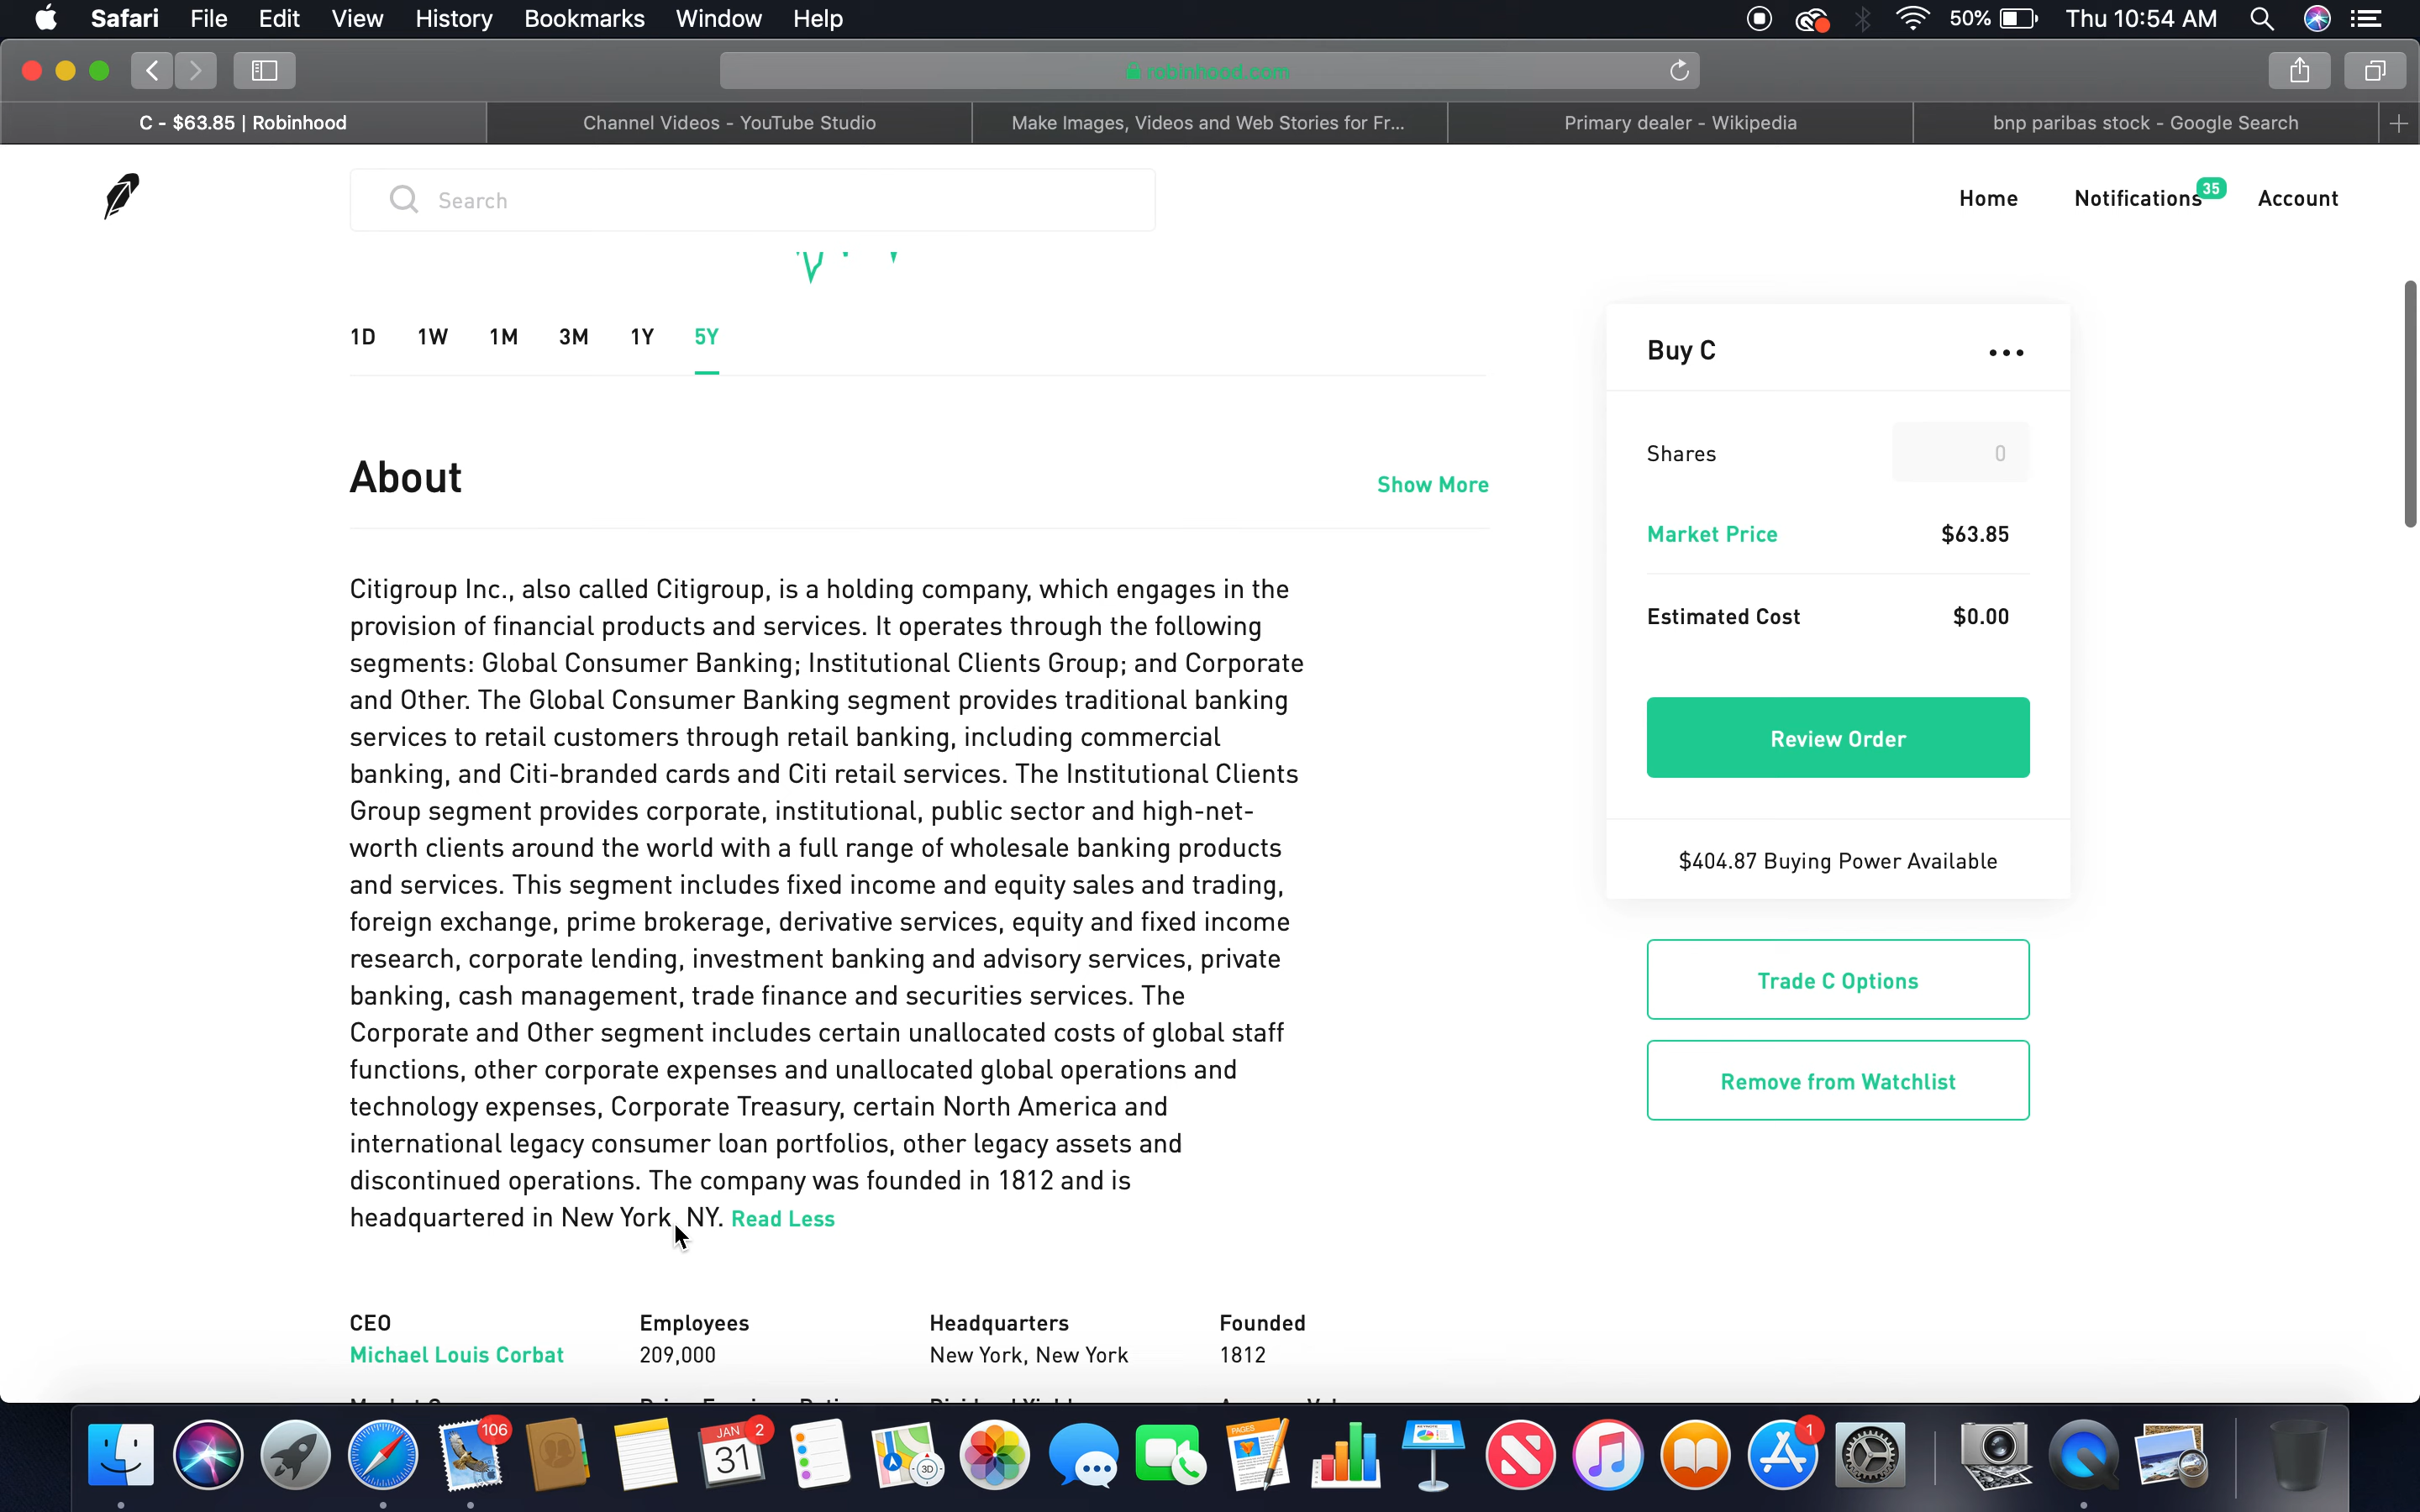 Safari File Edit View History Bookmarks Window Help 50% Thu 10:54 AM
robinhood.com
C - $63.85 | Robinhood Channel Videos - YouTube Studio Make Images, Videos and Web Stories for Fr... Primary dealer - Wikipedia bnp paribas stock - Google Search
Search Home Notifications 35 Account
1D 1W 1M 3M 1Y 5Y
About Show More
Citigroup Inc., also called Citigroup, is a holding company, which engages in the
provision of financial products and services. It operates through the following
segments: Global Consumer Banking; Institutional Clients Group; and Corporate
and Other. The Global Consumer Banking segment provides traditional banking
services to retail customers through retail banking, including commercial
banking, and Citi-branded cards and Citi retail services. The Institutional Clients
Group segment provides corporate, institutional, public sector and high-net-
worth clients around the world with a full range of wholesale banking products
and services. This segment includes fixed income and equity sales and trading,
foreign exchange, prime brokerage, derivative services, equity and fixed income
research, corporate lending, investment banking and advisory services, private
banking, cash management, trade finance and securities services. The
Corporate and Other segment includes certain unallocated costs of global staff
functions, other corporate expenses and unallocated global operations and
technology expenses, Corporate Treasury, certain North America and
international legacy consumer loan portfolios, other legacy assets and
discontinued operations. The company was founded in 1812 and is
headquartered in New York, NY. Read Less
CEO Employees Headquarters Founded
Michael Louis Corbat 209,000 New York, New York 1812
Buy C
Shares 0
Market Price $63.85
Estimated Cost $0.00
Review Order
$404.87 Buying Power Available
Trade C Options
Remove from Watchlist
106
JAN 2
31
3D
PAGES
1